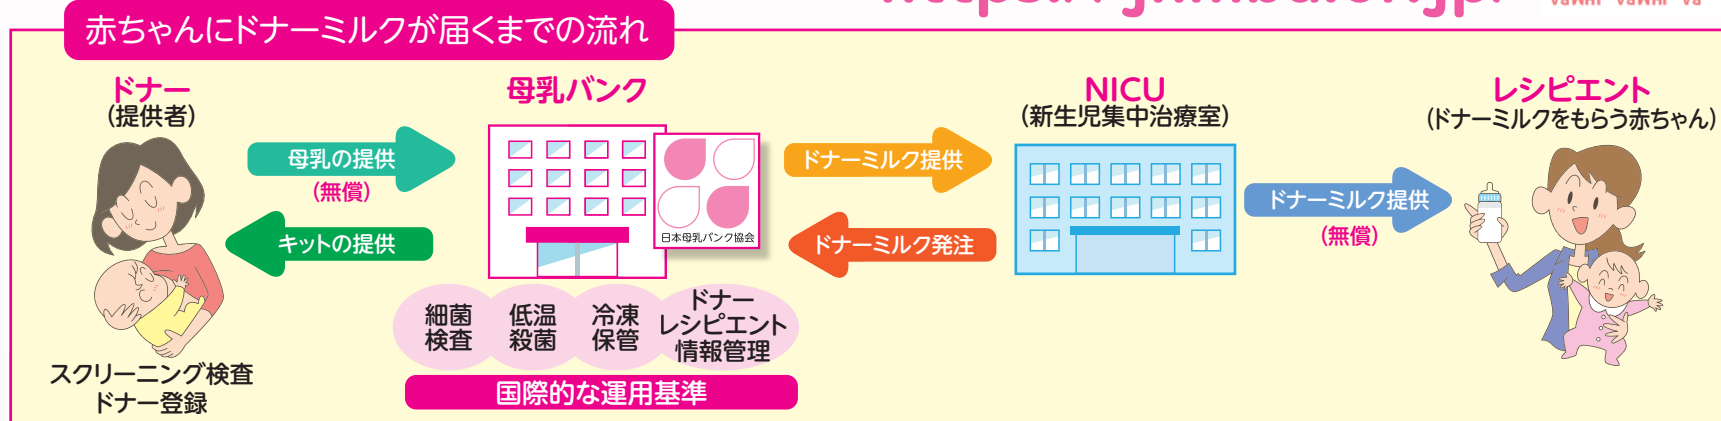 赤ちゃんにドナーミルクが届くまでの流れ
ドナー
(提供者)
母乳の提供
(無償)
キットの提供
スクリーニング検査
ドナー登録
母乳バンク
日本母乳バンク協会
細菌
検査
低温
殺菌
冷凍
保管
ドナー
レシピエント
情報管理
国際的な運用基準
ドナーミルク提供
ドナーミルク発注
NICU
(新生児集中治療室)
ドナーミルク提供
(無償)
レシピエント
(ドナーミルクをもらう赤ちゃん)